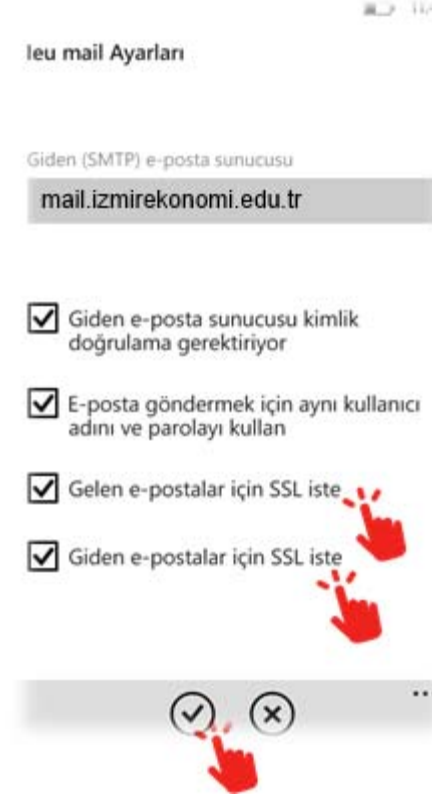 Ieu mail Ayarları
Giden (SMTP) e-posta sunucusu
mail.izmirekonomi.edu.tr
Giden e-posta sunucusu kimlik
doğrulama gerektiriyor
E-posta göndermek için aynı kullanıcı
adını ve parolayı kullan
Gelen e-postalar için SSL iste
Giden e-postalar için SSL iste